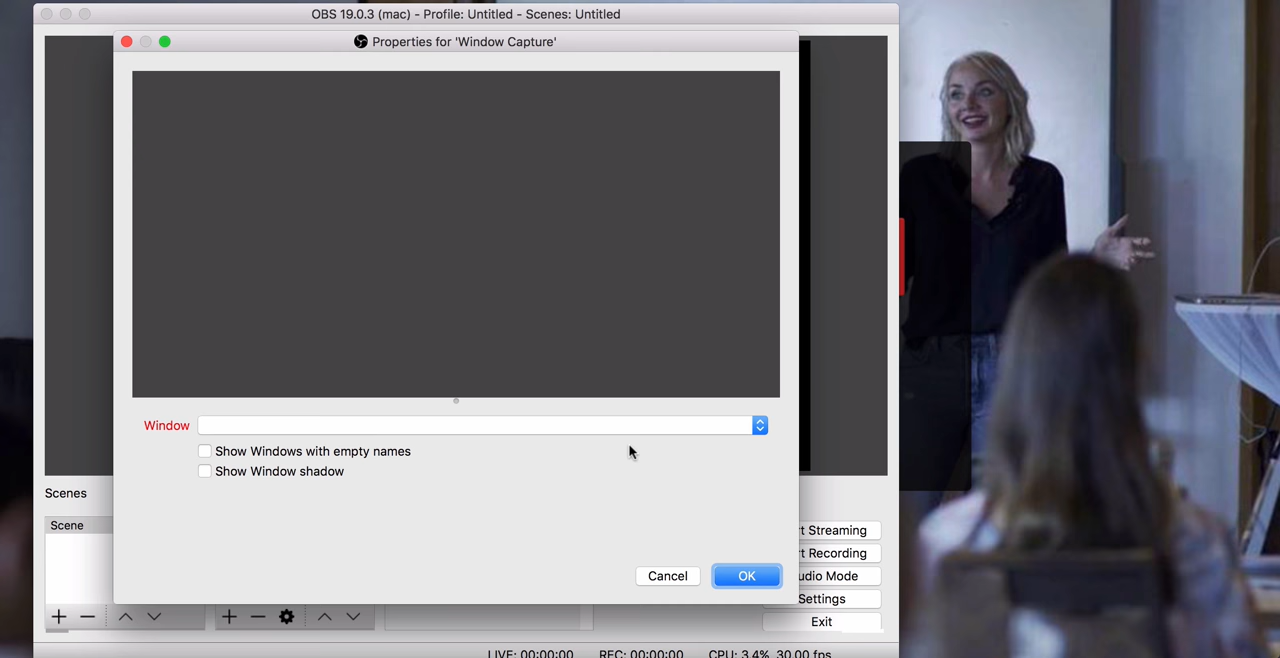 OBS 19.0.3 (mac) - Profile: Untitled - Scenes: Untitled
Properties for 'Window Capture'
Window
Show Windows with empty names
Show Window shadow
Scenes
Scene
Cancel
OK
t Streaming
t Recording
udio Mode
Settings
Exit
LIVE: 00:00:00
REC: 00:00:00
CPU: 3.4%, 30.00 fps